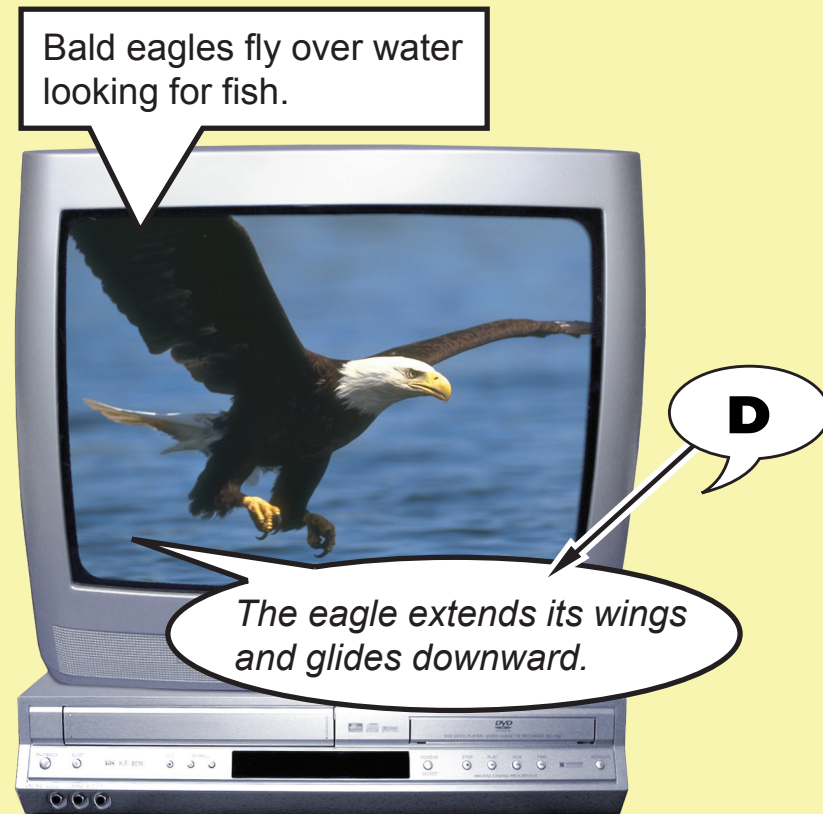 Bald eagles fly over water
looking for fish.
D
The eagle extends its wings
and glides downward.
DVD